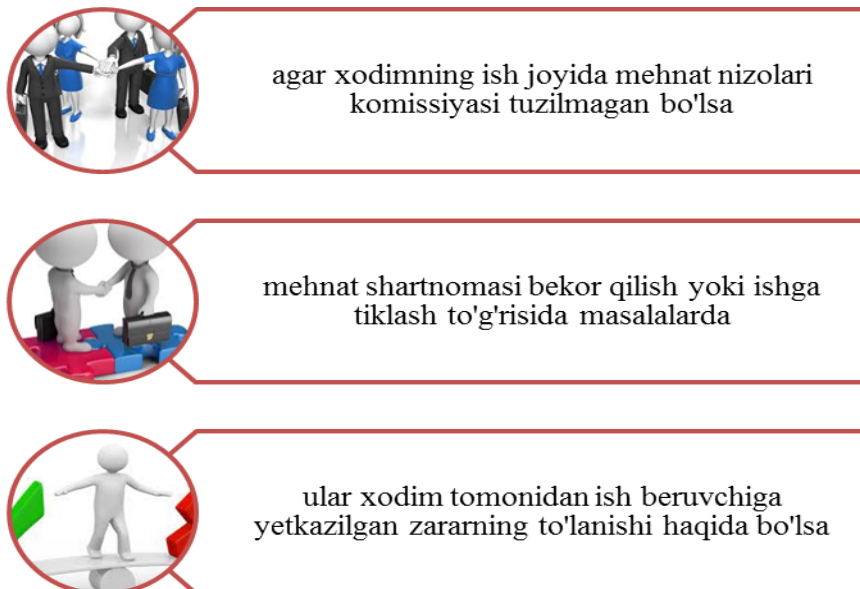 agar xodimning ish joyida mehnat nizolari
komissiyasi tuzilmagan bo'lsa
mehnat shartnomasi bekor qilish yoki ishga
tiklash to'g'risida masalalarda
ular xodim tomonidan ish beruvchiga
yetkazilgan zararning to'lanishi haqida bo'lsa